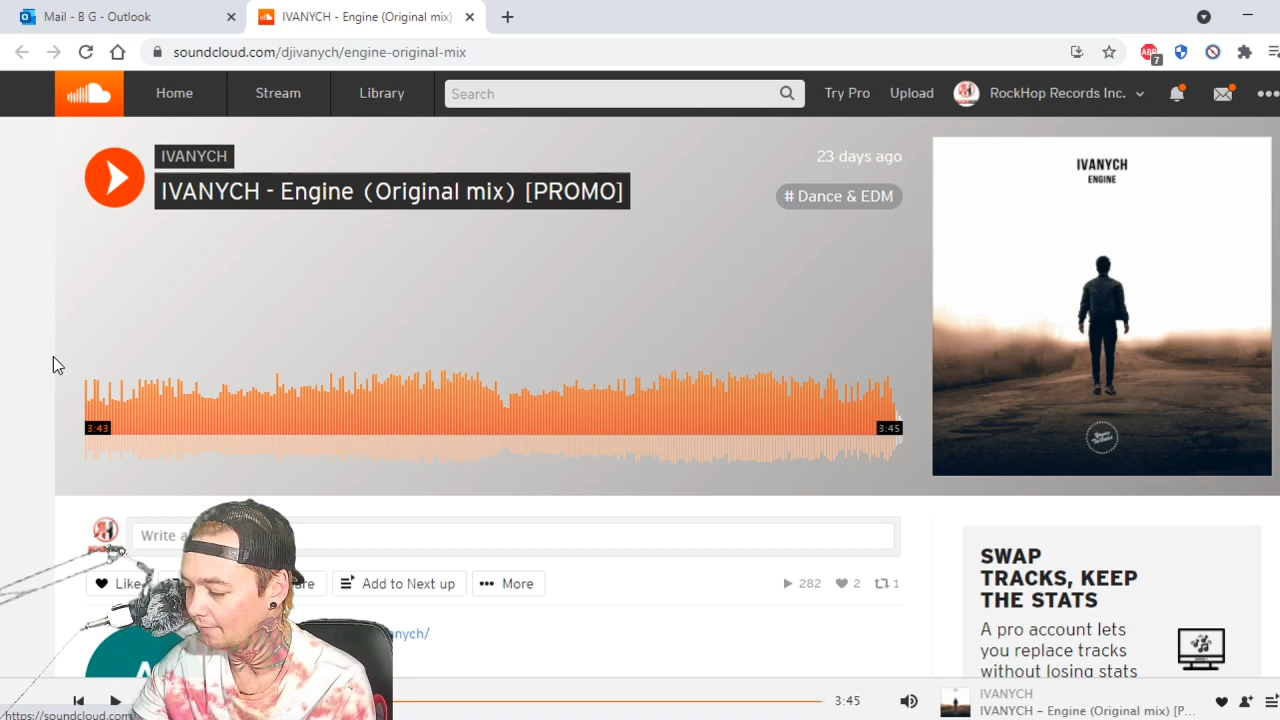 Mail - B G - Outlook
IVANYCH - Engine (Original mix)
soundcloud.com/djivanych/engine-original-mix
ABP
7
Home
Stream
Library
Search
Try Pro
Upload
RockHop Records Inc.
IVANYCH
23 days ago
IVANYCH - Engine (Original mix) [PROMO]
# Dance & EDM
IVANYCH
ENGINE
3:43
3:45
Write a
Like
Add to Next up
More
282
2
1
SWAP
TRACKS, KEEP
THE STATS
A pro account lets
you replace tracks
without losing stats
3:45
IVANYCH
IVANYCH – Engine (Original mix) [P...
https://soundcloud.com